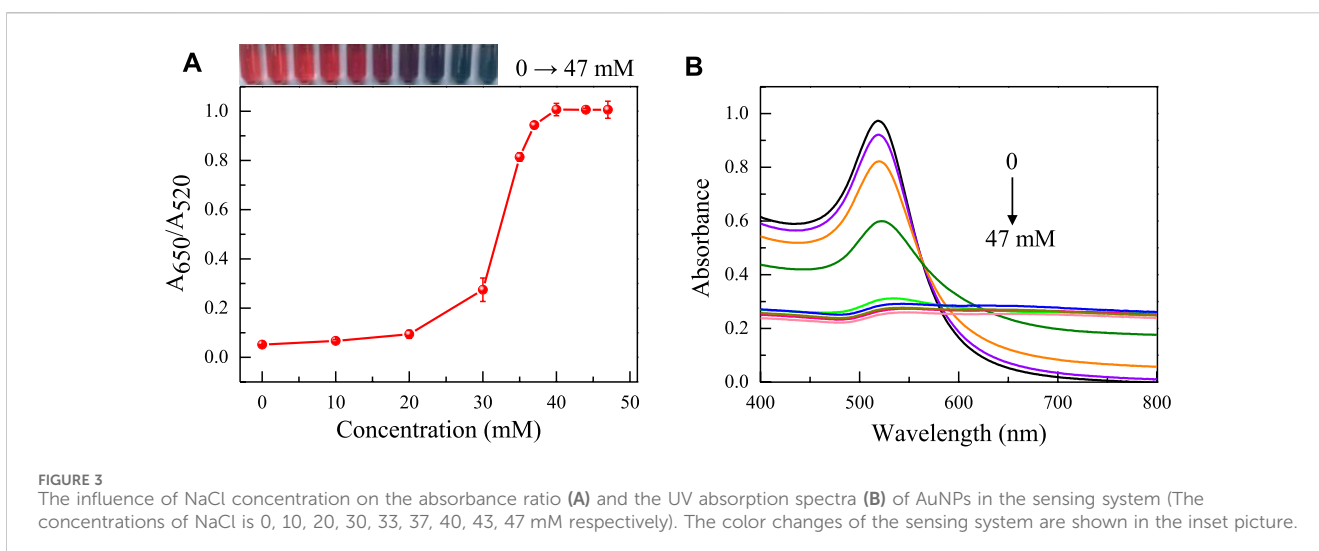 A
0 → 47 mM
1.0
0.8
0.6
0.4
0.2
0.0
A650/A520
0 10 20 30 40 50
Concentration (mM)
B
1.0
0.8
0.6
0.4
0.2
0.0
Absorbance
0
47 mM
400 500 600 700 800
Wavelength (nm)
FIGURE 3
The influence of NaCl concentration on the absorbance ratio (A) and the UV absorption spectra (B) of AuNPs in the sensing system (The
concentrations of NaCl is 0, 10, 20, 30, 33, 37, 40, 43, 47 mM respectively). The color changes of the sensing system are shown in the inset picture.